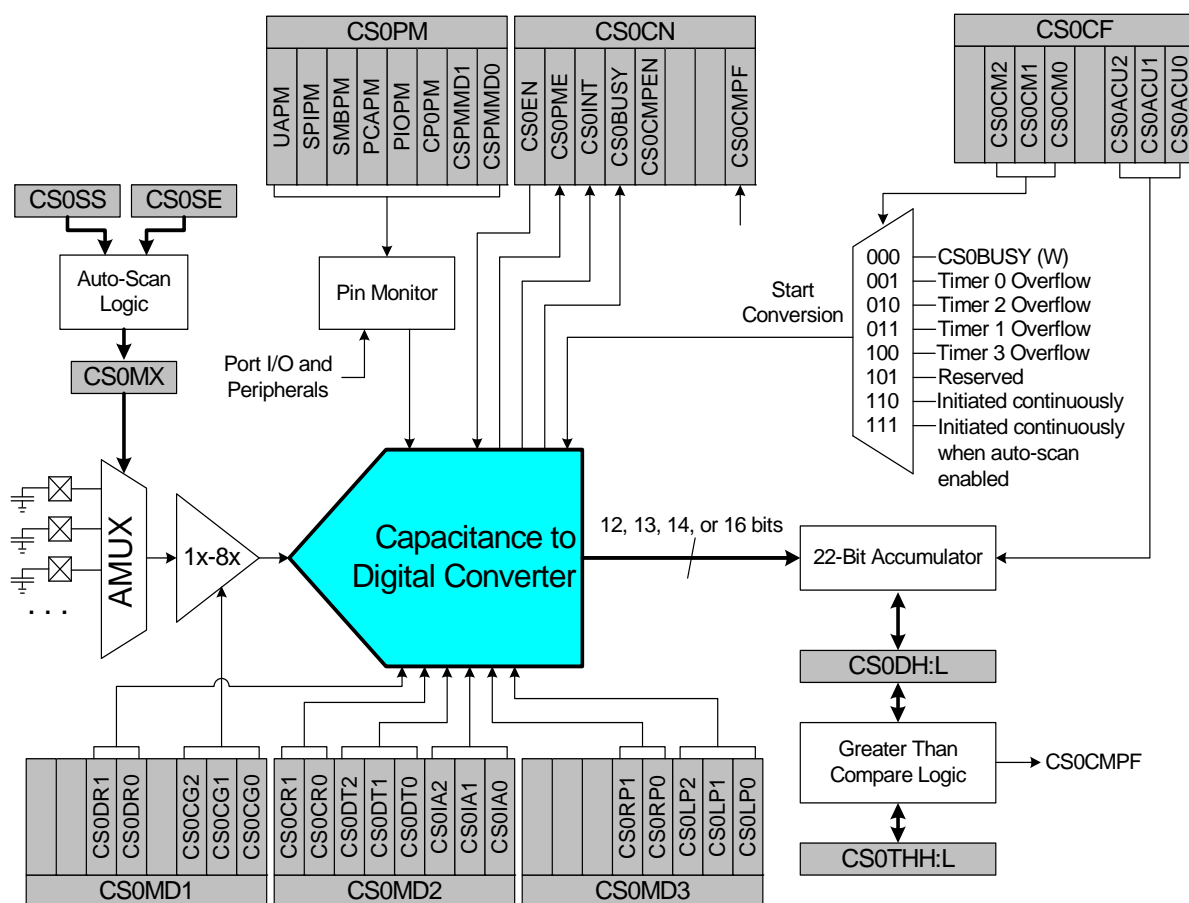 CS0PM
UAPM
SPIPM
SMBPM
PCAPM
PIOPM
CP0PM
CSPMMD1
CSPMMD0
CS0CN
CS0EN
CS0PME
CS0INT
CS0BUSY
CS0CMPEN
CS0CMPF
CS0CF
CS0CM2
CS0CM1
CS0CM0
CS0ACU2
CS0ACU1
CS0ACU0
CS0SS
CS0SE
Auto-Scan
Logic
CS0MX
Pin Monitor
Port I/O and
Peripherals
Start
Conversion
000 CS0BUSY (W)
001 Timer 0 Overflow
010 Timer 2 Overflow
011 Timer 1 Overflow
100 Timer 3 Overflow
101 Reserved
110 Initiated continuously
111 Initiated continuously
when auto-scan
enabled
AMUX
. . .
1x-8x
Capacitance to
Digital Converter
12, 13, 14, or 16 bits
22-Bit Accumulator
CS0DH:L
Greater Than
Compare Logic
CS0CMPF
CS0THH:L
CS0DR1
CS0DR0
CS0CG2
CS0CG1
CS0CG0
CS0MD1
CS0CR1
CS0CR0
CS0DT2
CS0DT1
CS0DT0
CS0IA2
CS0IA1
CS0IA0
CS0MD2
CS0RP1
CS0RP0
CS0LP2
CS0LP1
CS0LP0
CS0MD3